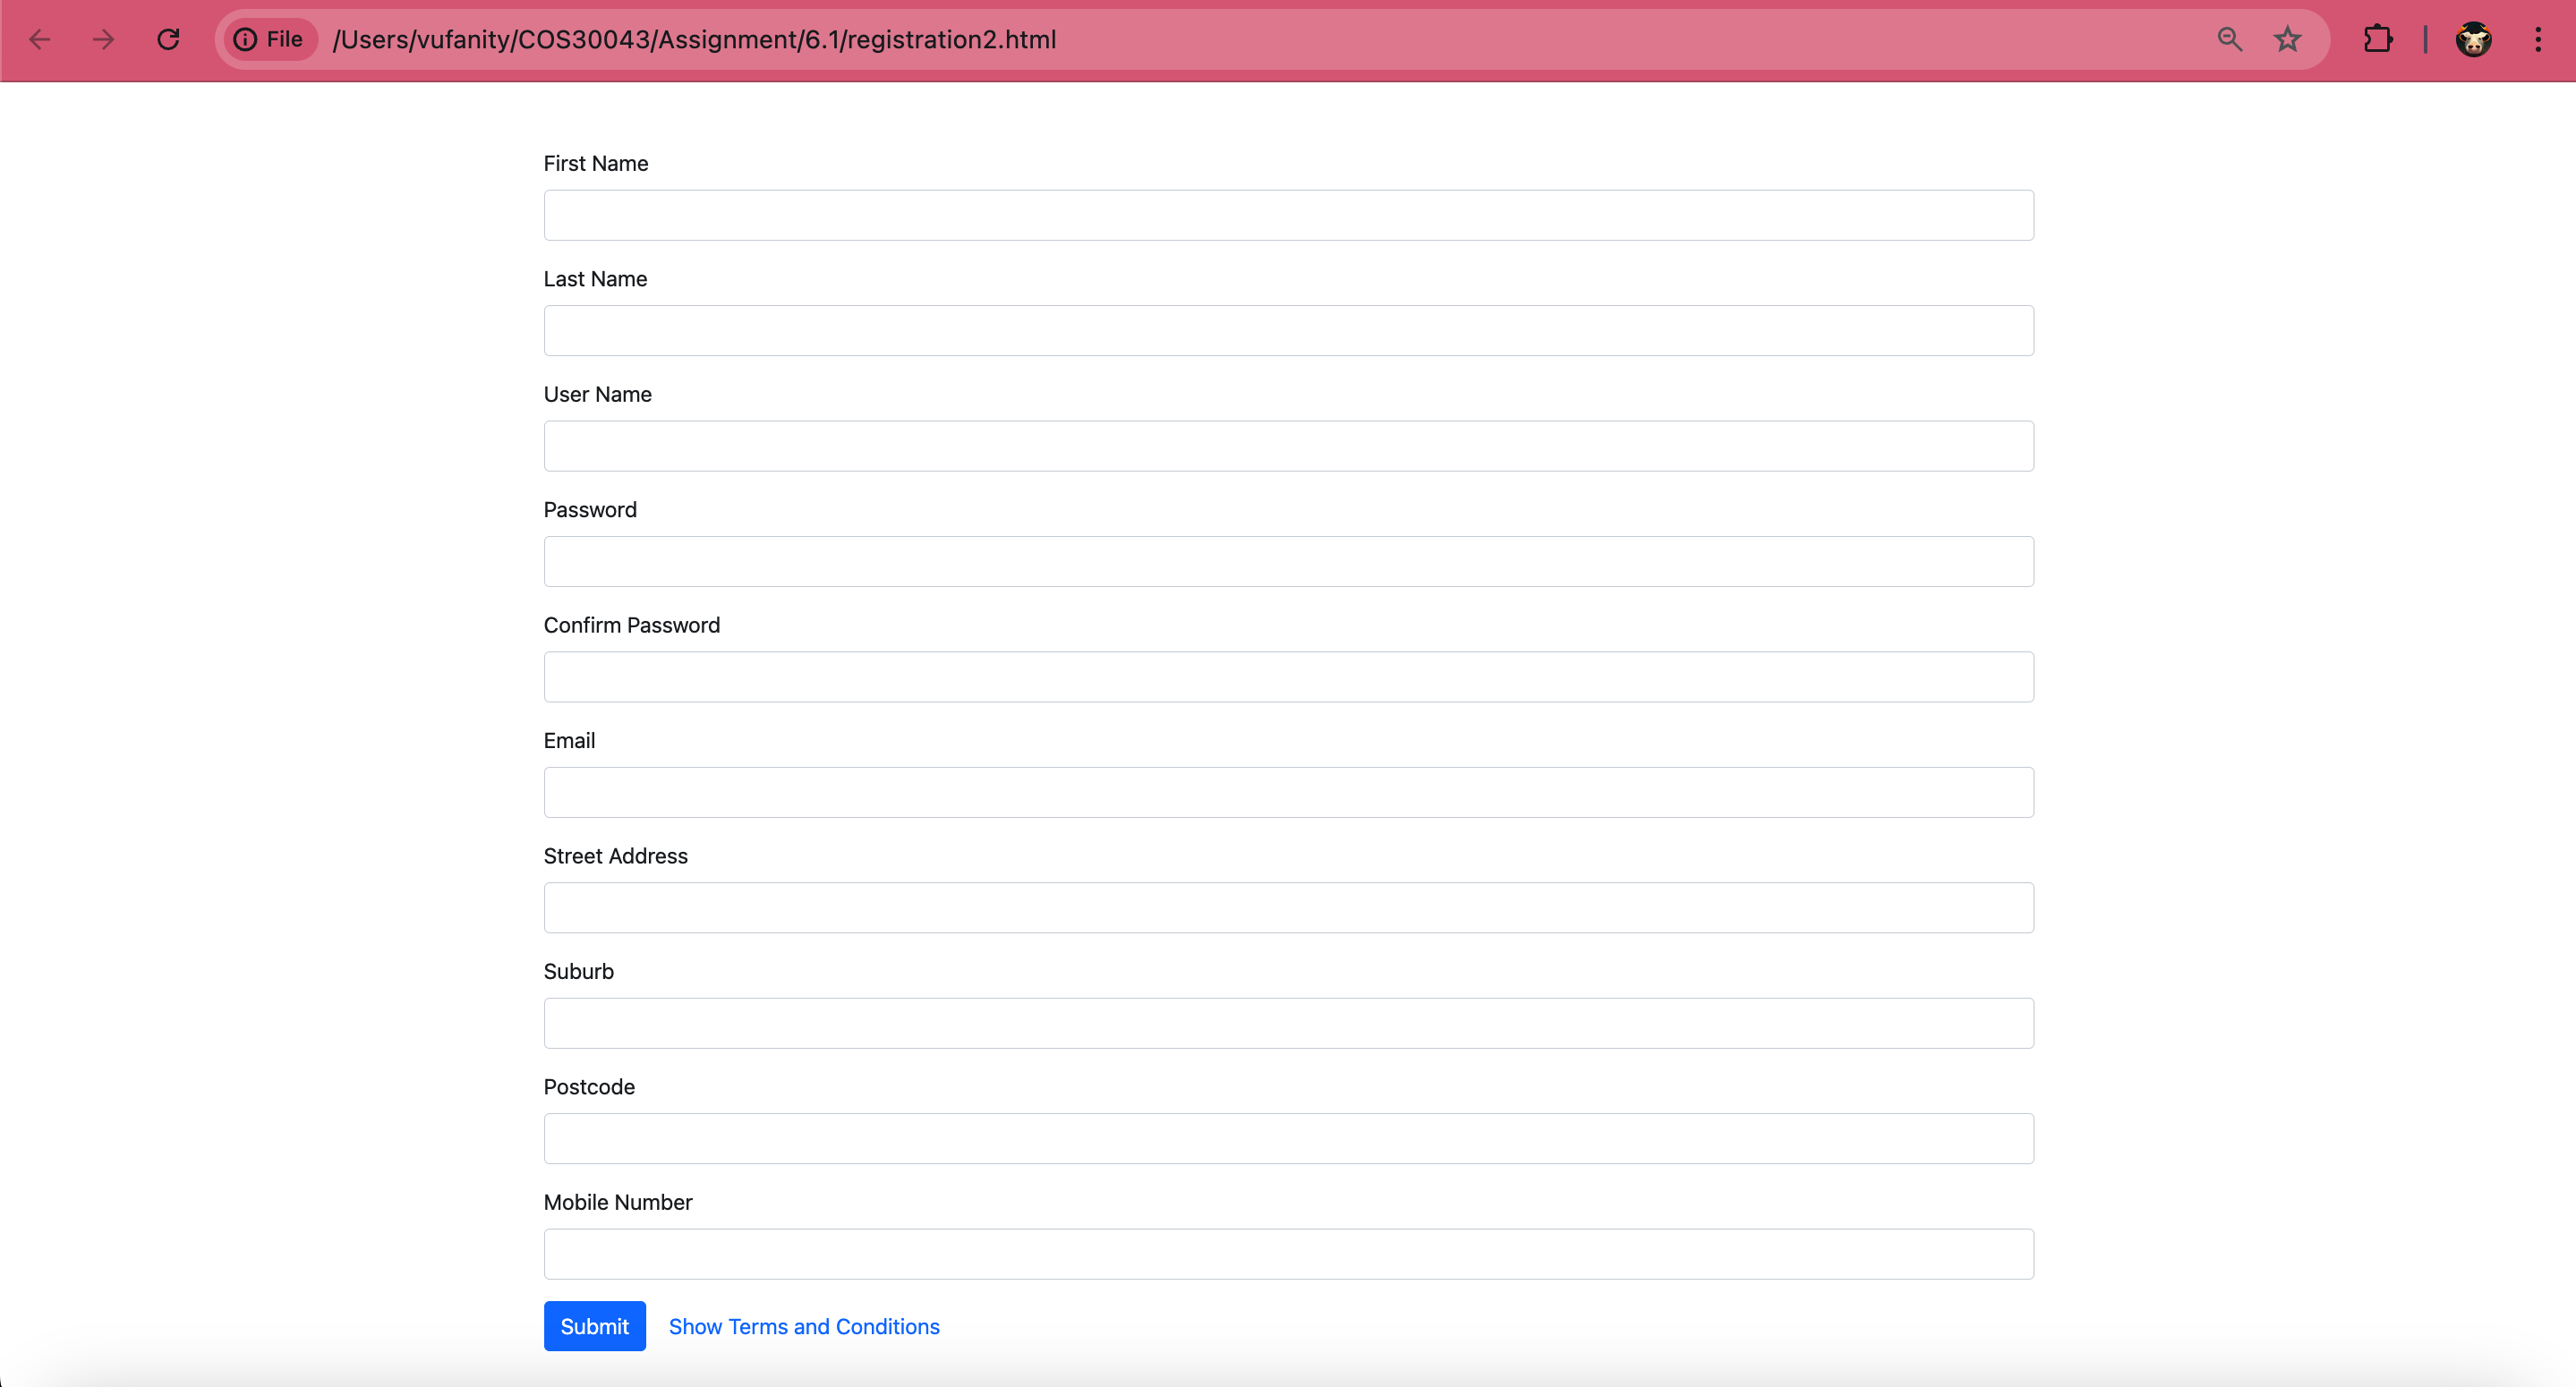 File /Users/vufanity/COS30043/Assignment/6.1/registration2.html
First Name
Last Name
User Name
Password
Confirm Password
Email
Street Address
Suburb
Postcode
Mobile Number
Submit Show Terms and Conditions